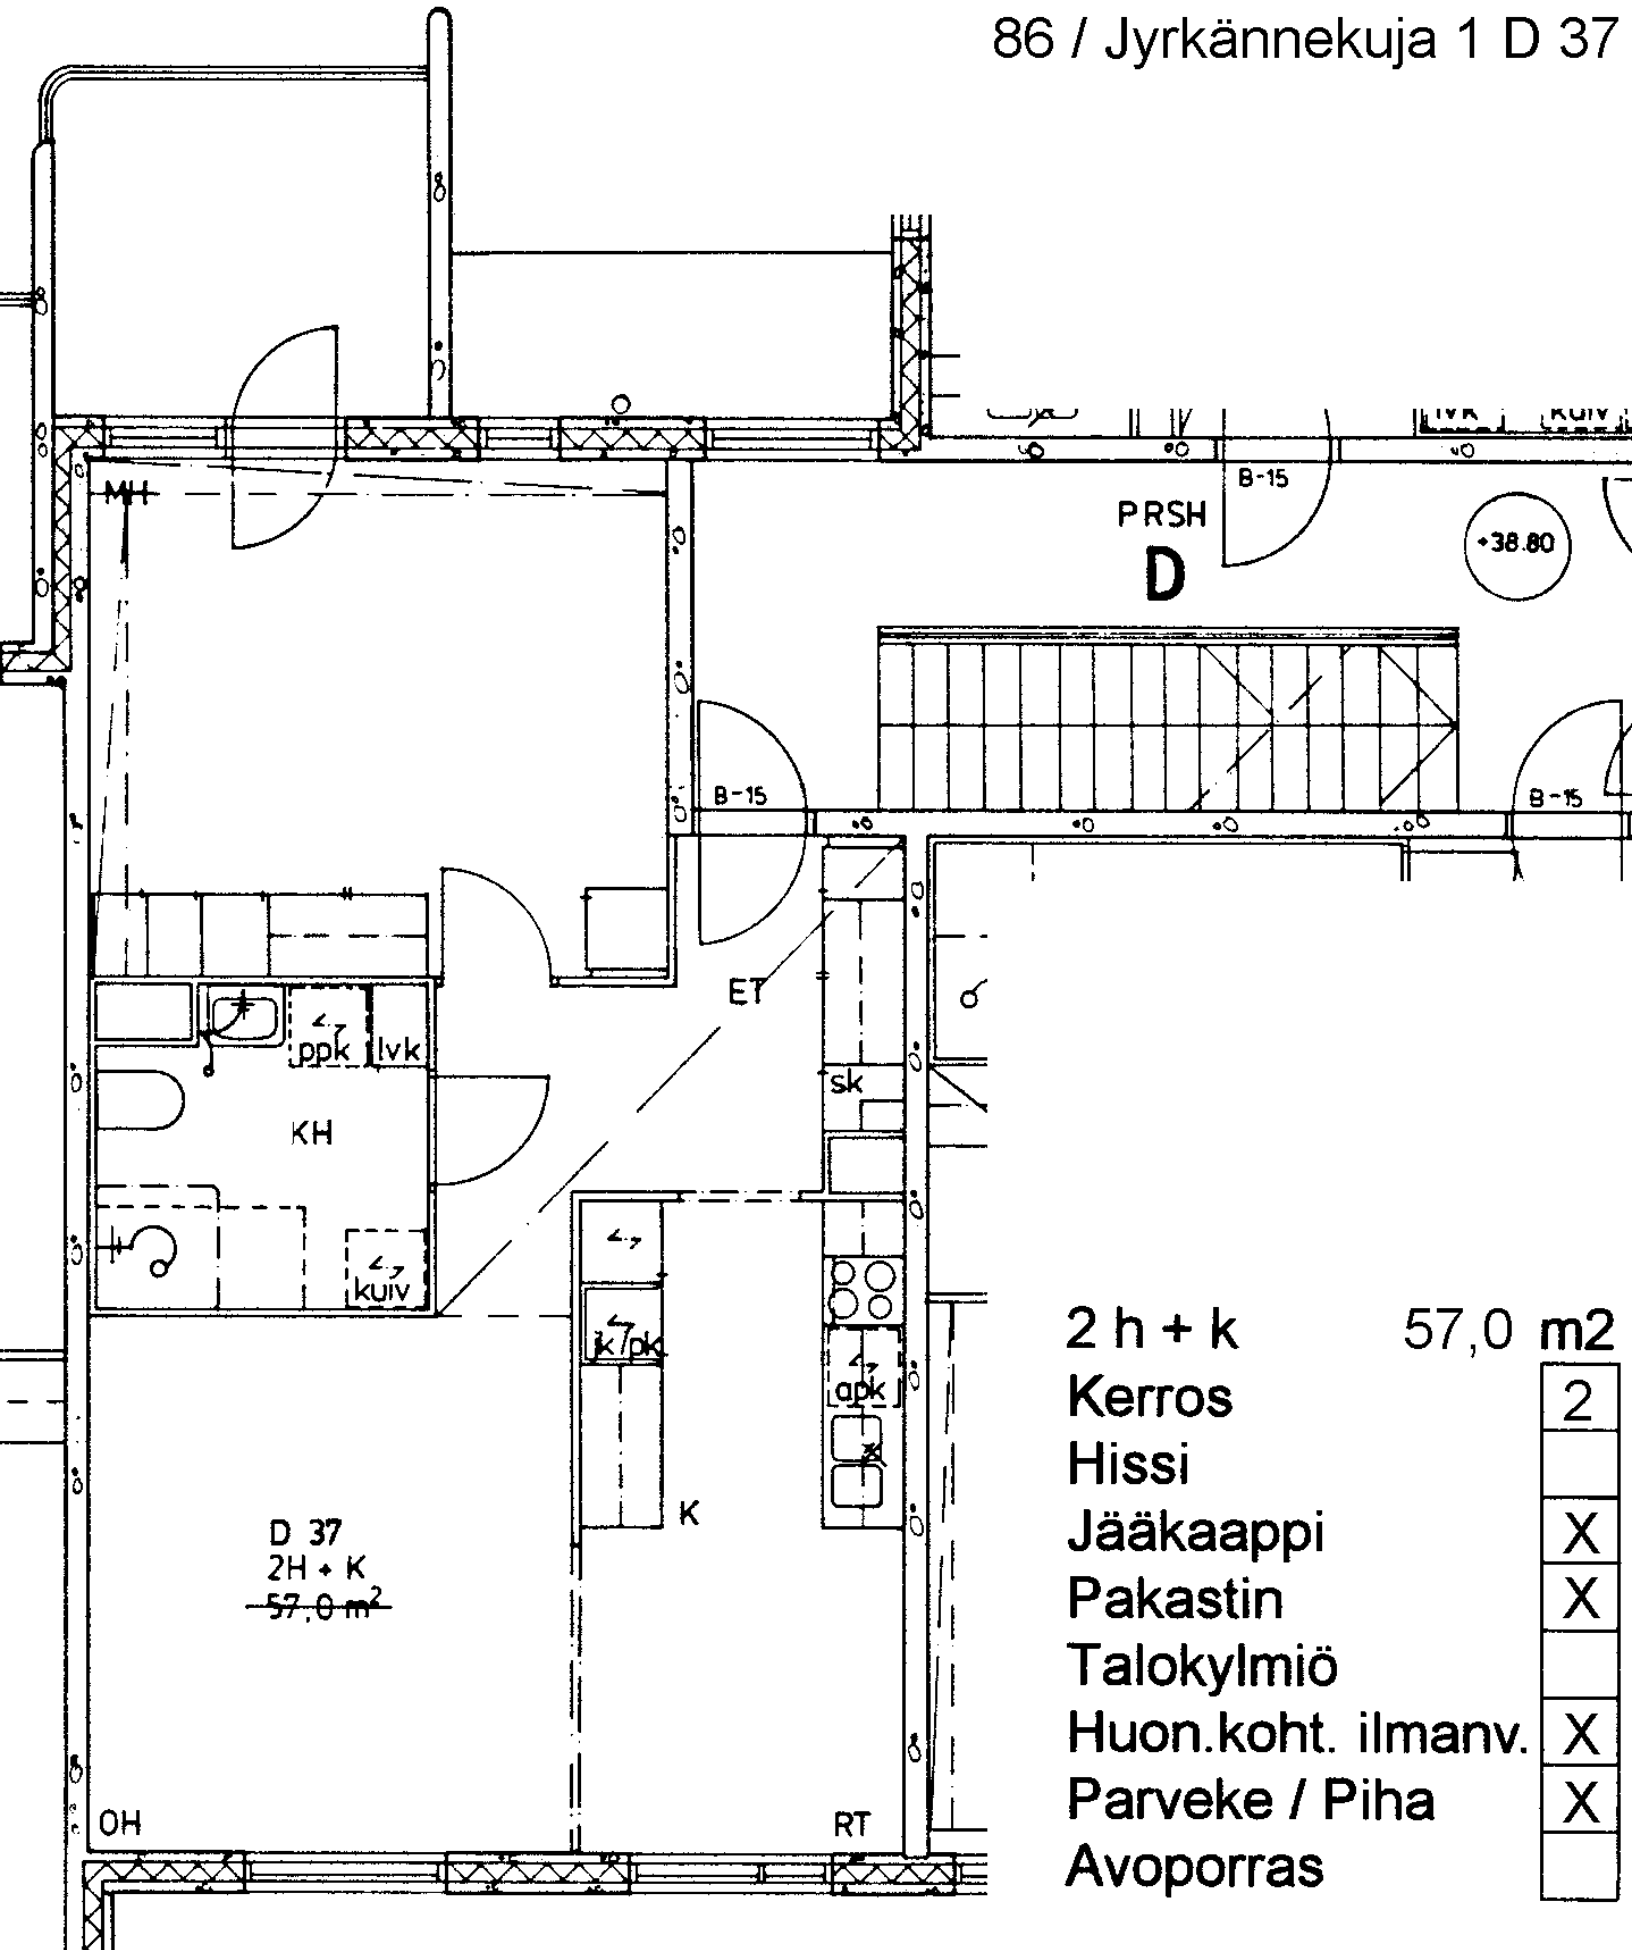 86 / Jyrkännekuja 1 D 37
lvk kuiv
MH
B-15
PRSH
+38.80
D
B-15
B-15
ET
ppk lvk
sk
KH
kuiv
jk/pk
apk
K
D 37
2H + K
57,0 m²
OH
RT
2 h + k 57,0 m2
Kerros 2
Hissi
Jääkaappi X
Pakastin X
Talokylmiö
Huon.koht. ilmanv. X
Parveke / Piha X
Avoporras